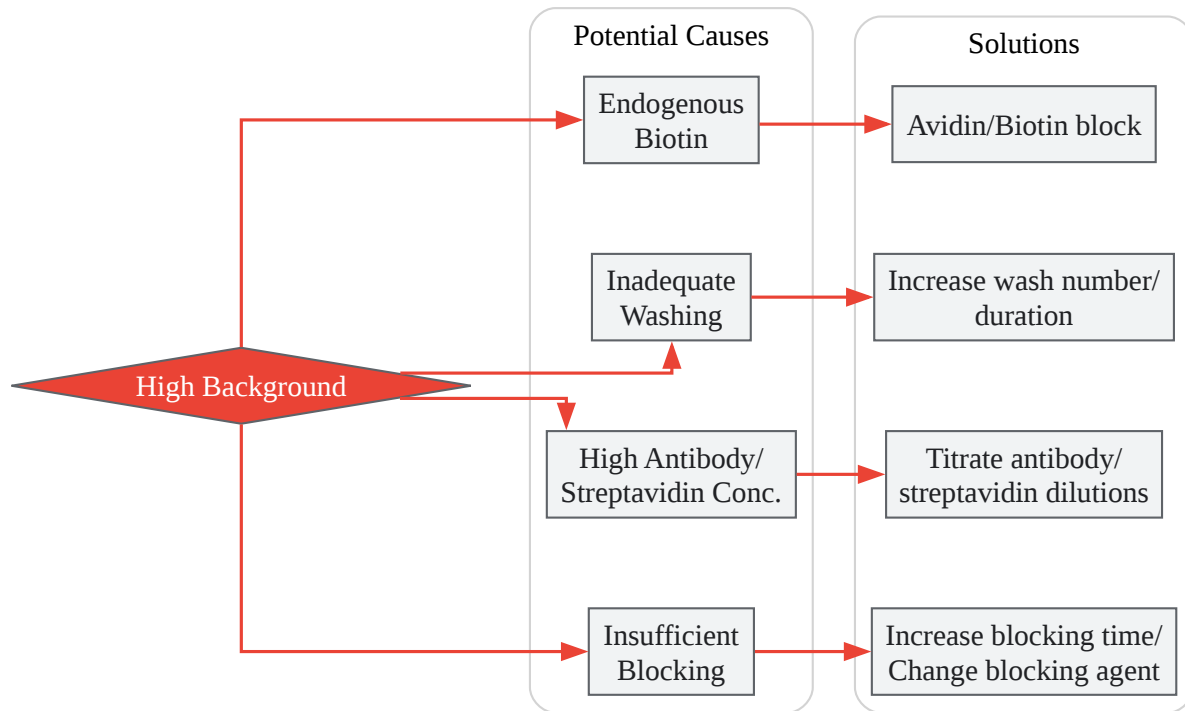 Potential Causes
Solutions
Endogenous
Biotin
Avidin/Biotin block
Inadequate
Washing
Increase wash number/
duration
High Background
High Antibody/
Streptavidin Conc.
Titrate antibody/
streptavidin dilutions
Insufficient
Blocking
Increase blocking time/
Change blocking agent